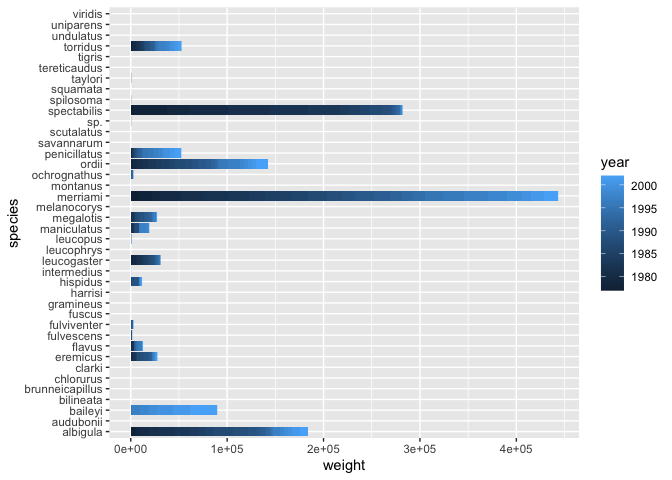 viridis
uniparens
undulatus
torridus
tigris
tereticaudus
taylori
squamata
spilosoma
spectabilis
sp.
scutalatus
savannarum
penicillatus
ordii
ochrognathus
montanus
merriami
melanocorys
megalotis
maniculatus
leucopus
leucophrys
leucogaster
intermedius
hispidus
harrisi
gramineus
fuscus
fulviventer
fulvescens
flavus
eremicus
clarki
chlorurus
brunneicapillus
bilineata
baileyi
audubonii
albigula
species
0e+00 1e+05 2e+05 3e+05 4e+05
weight
year
2000
1995
1990
1985
1980